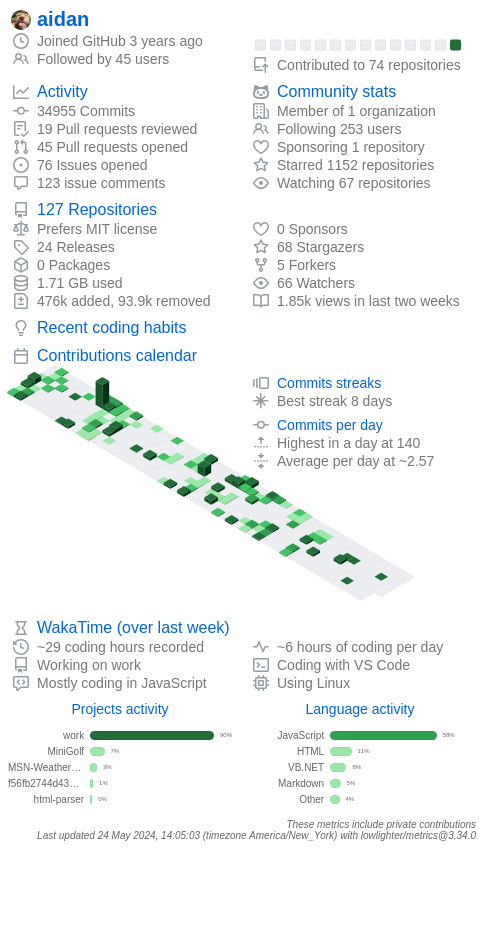 aidan
Joined GitHub 3 years ago
Followed by 45 users
Contributed to 74 repositories
Activity
34955 Commits
19 Pull requests reviewed
45 Pull requests opened
76 Issues opened
123 issue comments
Community stats
Member of 1 organization
Following 253 users
Sponsoring 1 repository
Starred 1152 repositories
Watching 67 repositories
127 Repositories
Prefers MIT license
24 Releases
0 Packages
1.71 GB used
476k added, 93.9k removed
0 Sponsors
68 Stargazers
5 Forkers
66 Watchers
1.85k views in last two weeks
Recent coding habits
Contributions calendar
Commits streaks
Best streak 8 days
Commits per day
Highest in a day at 140
Average per day at ~2.57
WakaTime (over last week)
~29 coding hours recorded
Working on work
Mostly coding in JavaScript
~6 hours of coding per day
Coding with VS Code
Using Linux
Projects activity
work 90%
MiniGolf 7%
MSN-Weather... 3%
f56fb2744d43... 1%
html-parser 0%
Language activity
JavaScript 58%
HTML 11%
VB.NET 8%
Markdown 5%
Other 4%
These metrics include private contributions
Last updated 24 May 2024, 14:05:03 (timezone America/New_York) with lowlighter/metrics@3.34.0